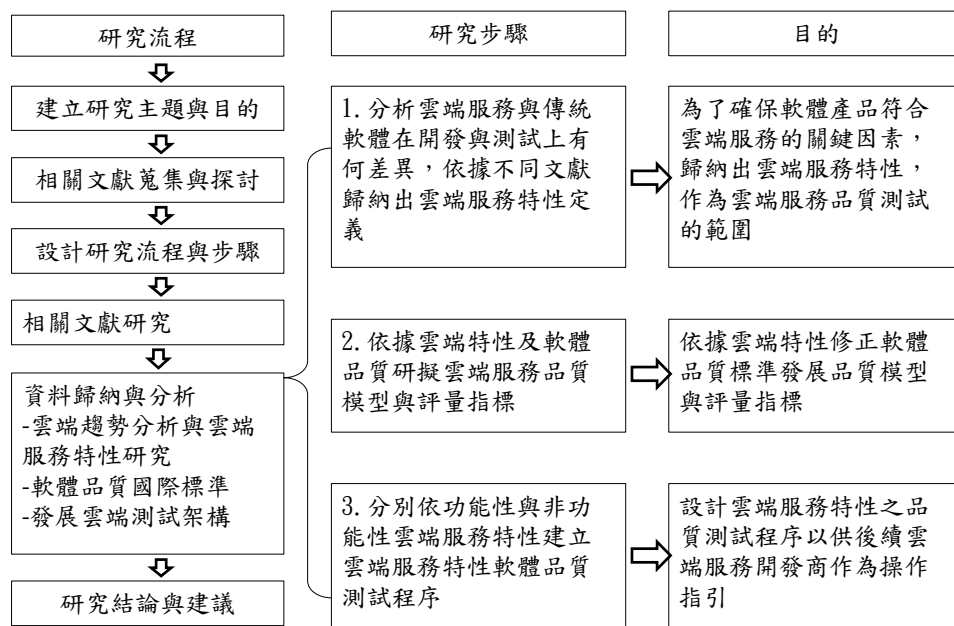 研究流程
建立研究主題與目的
相關文獻蒐集與探討
設計研究流程與步驟
相關文獻研究
資料歸納與分析
-雲端趨勢分析與雲端
服務特性研究
-軟體品質國際標準
-發展雲端測試架構
研究結論與建議
研究步驟
1.分析雲端服務與傳統
軟體在開發與測試上有
何差異，依據不同文獻
歸納出雲端服務特性定
義
2.依據雲端特性及軟體
品質研擬雲端服務品質
模型與評量指標
3.分別依功能性與非功
能性雲端服務特性建立
雲端服務特性軟體品質
測試程序
目的
為了確保軟體產品符合
雲端服務的關鍵因素，
歸納出雲端服務特性，
作為雲端服務品質測試
的範圍
依據雲端特性修正軟體
品質標準發展品質模型
與評量指標
設計雲端服務特性之品
質測試程序以供後續雲
端服務開發商作為操作
指引